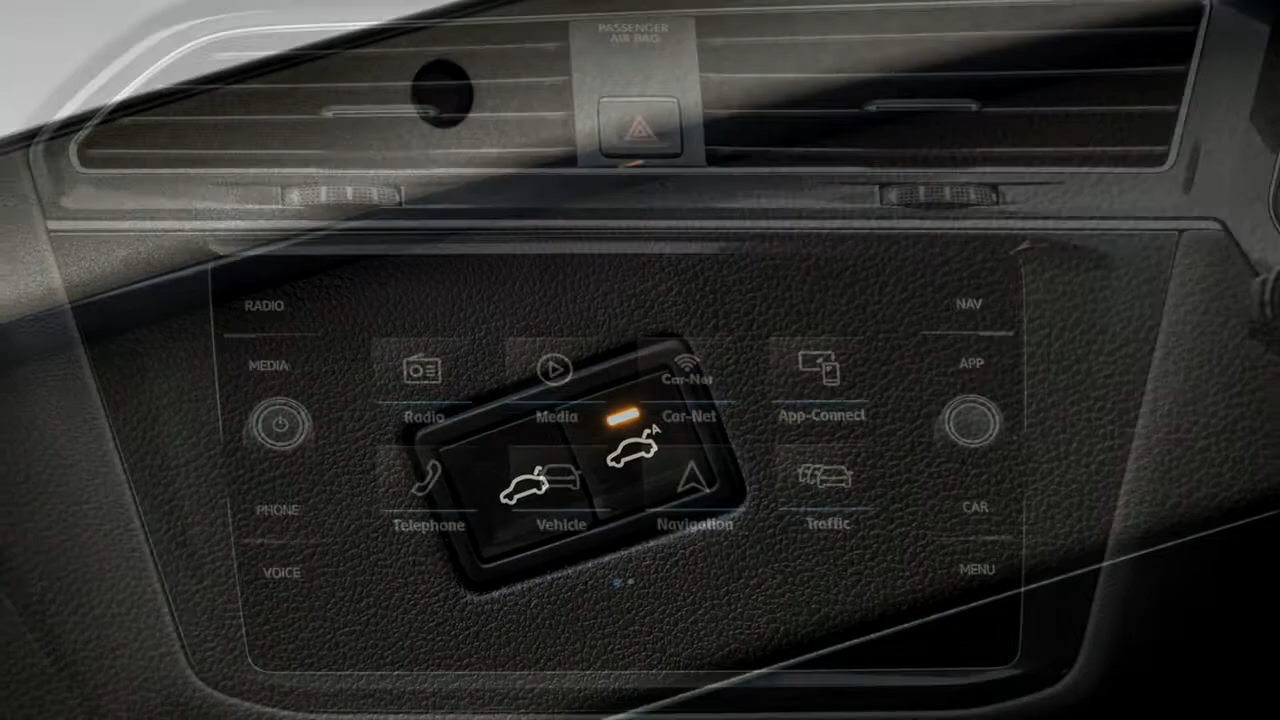 PASSENGER
AIR BAG
RADIO
NAV
MEDIA
APP
Car-Net
Radio
Media
Car-Net
App-Connect
A
Telephone
Vehicle
Navigation
Traffic
PHONE
CAR
VOICE
MENU